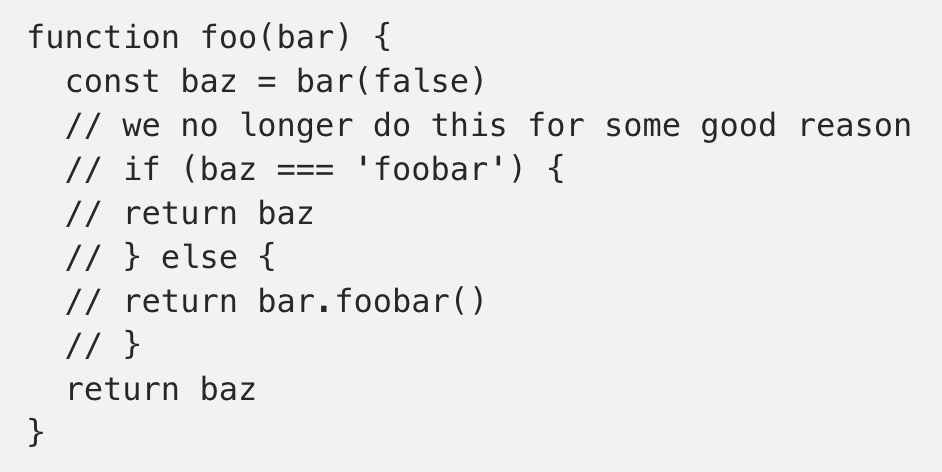 function foo(bar) {
  const baz = bar(false)
  // we no longer do this for some good reason
  // if (baz === 'foobar') {
  // return baz
  // } else {
  // return bar.foobar()
  // }
  return baz
}